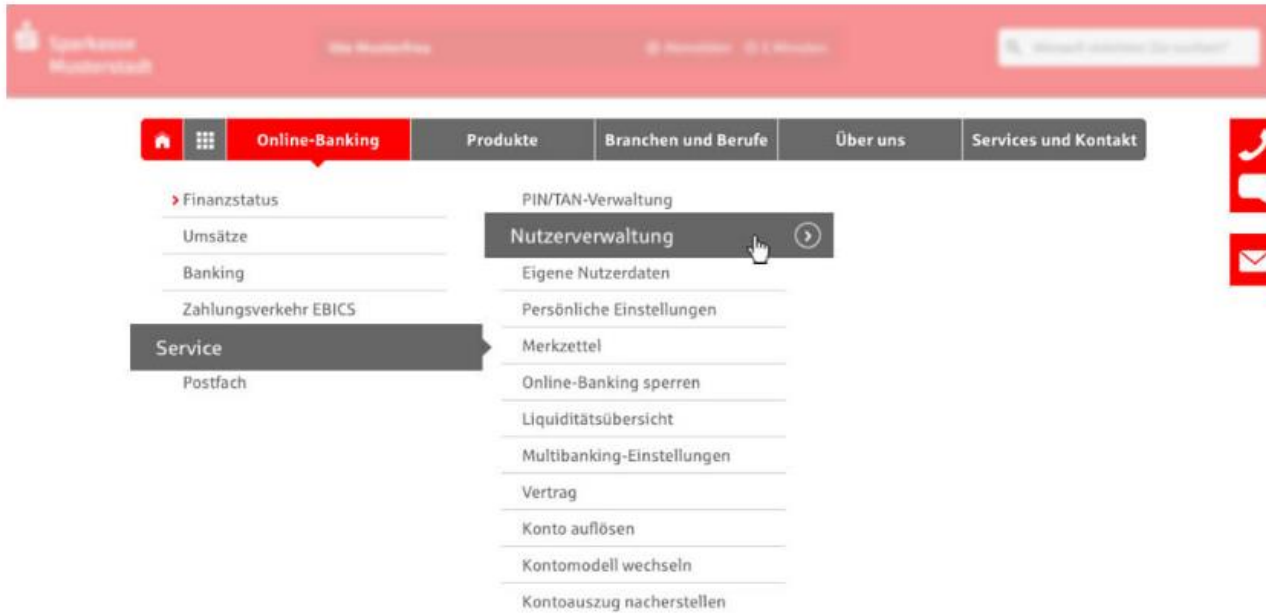 Sparkasse
Musterstadt
Online-Banking
Produkte
Branchen und Berufe
Über uns
Services und Kontakt
Finanzstatus
Umsätze
Banking
Zahlungsverkehr EBICS
Service
Postfach
PIN/TAN-Verwaltung
Nutzerverwaltung
Eigene Nutzerdaten
Persönliche Einstellungen
Merkzettel
Online-Banking sperren
Liquiditätsübersicht
Multibanking-Einstellungen
Vertrag
Konto auflösen
Kontomodell wechseln
Kontoauszug nacherstellen